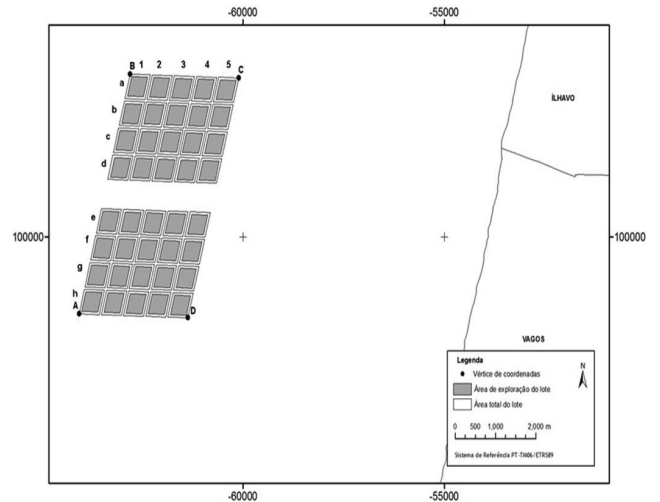 -60000 -55000
B 1 2 3 4 5 C
a
b
c
d
ÍLHAVO
100000 100000
e
f
g
h
A D
VAGOS
Legenda
Vértice de coordenadas
Área de exploração do lote
Área total do lote
N
0 500 1,000 2,000 m
Sistema de Referência PT-TM06/ETRS89
-60000 -55000